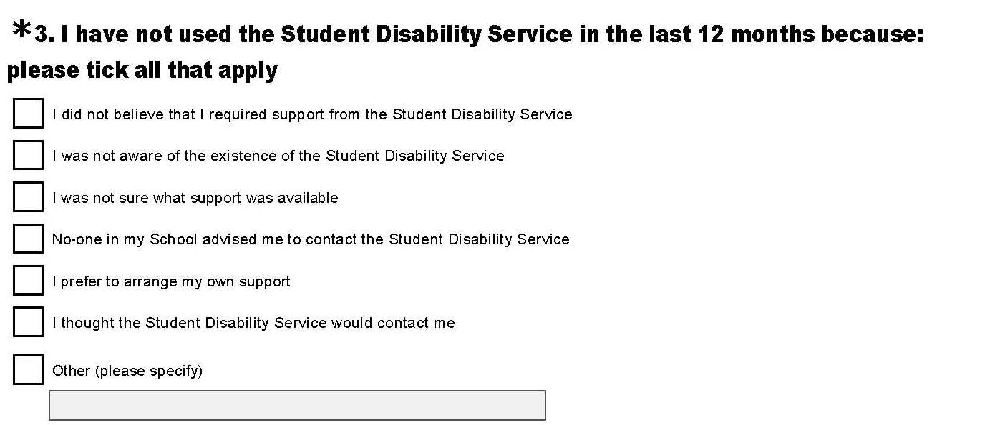 *3. I have not used the Student Disability Service in the last 12 months because:
please tick all that apply
I did not believe that I required support from the Student Disability Service
I was not aware of the existence of the Student Disability Service
I was not sure what support was available
No-one in my School advised me to contact the Student Disability Service
I prefer to arrange my own support
I thought the Student Disability Service would contact me
Other (please specify)